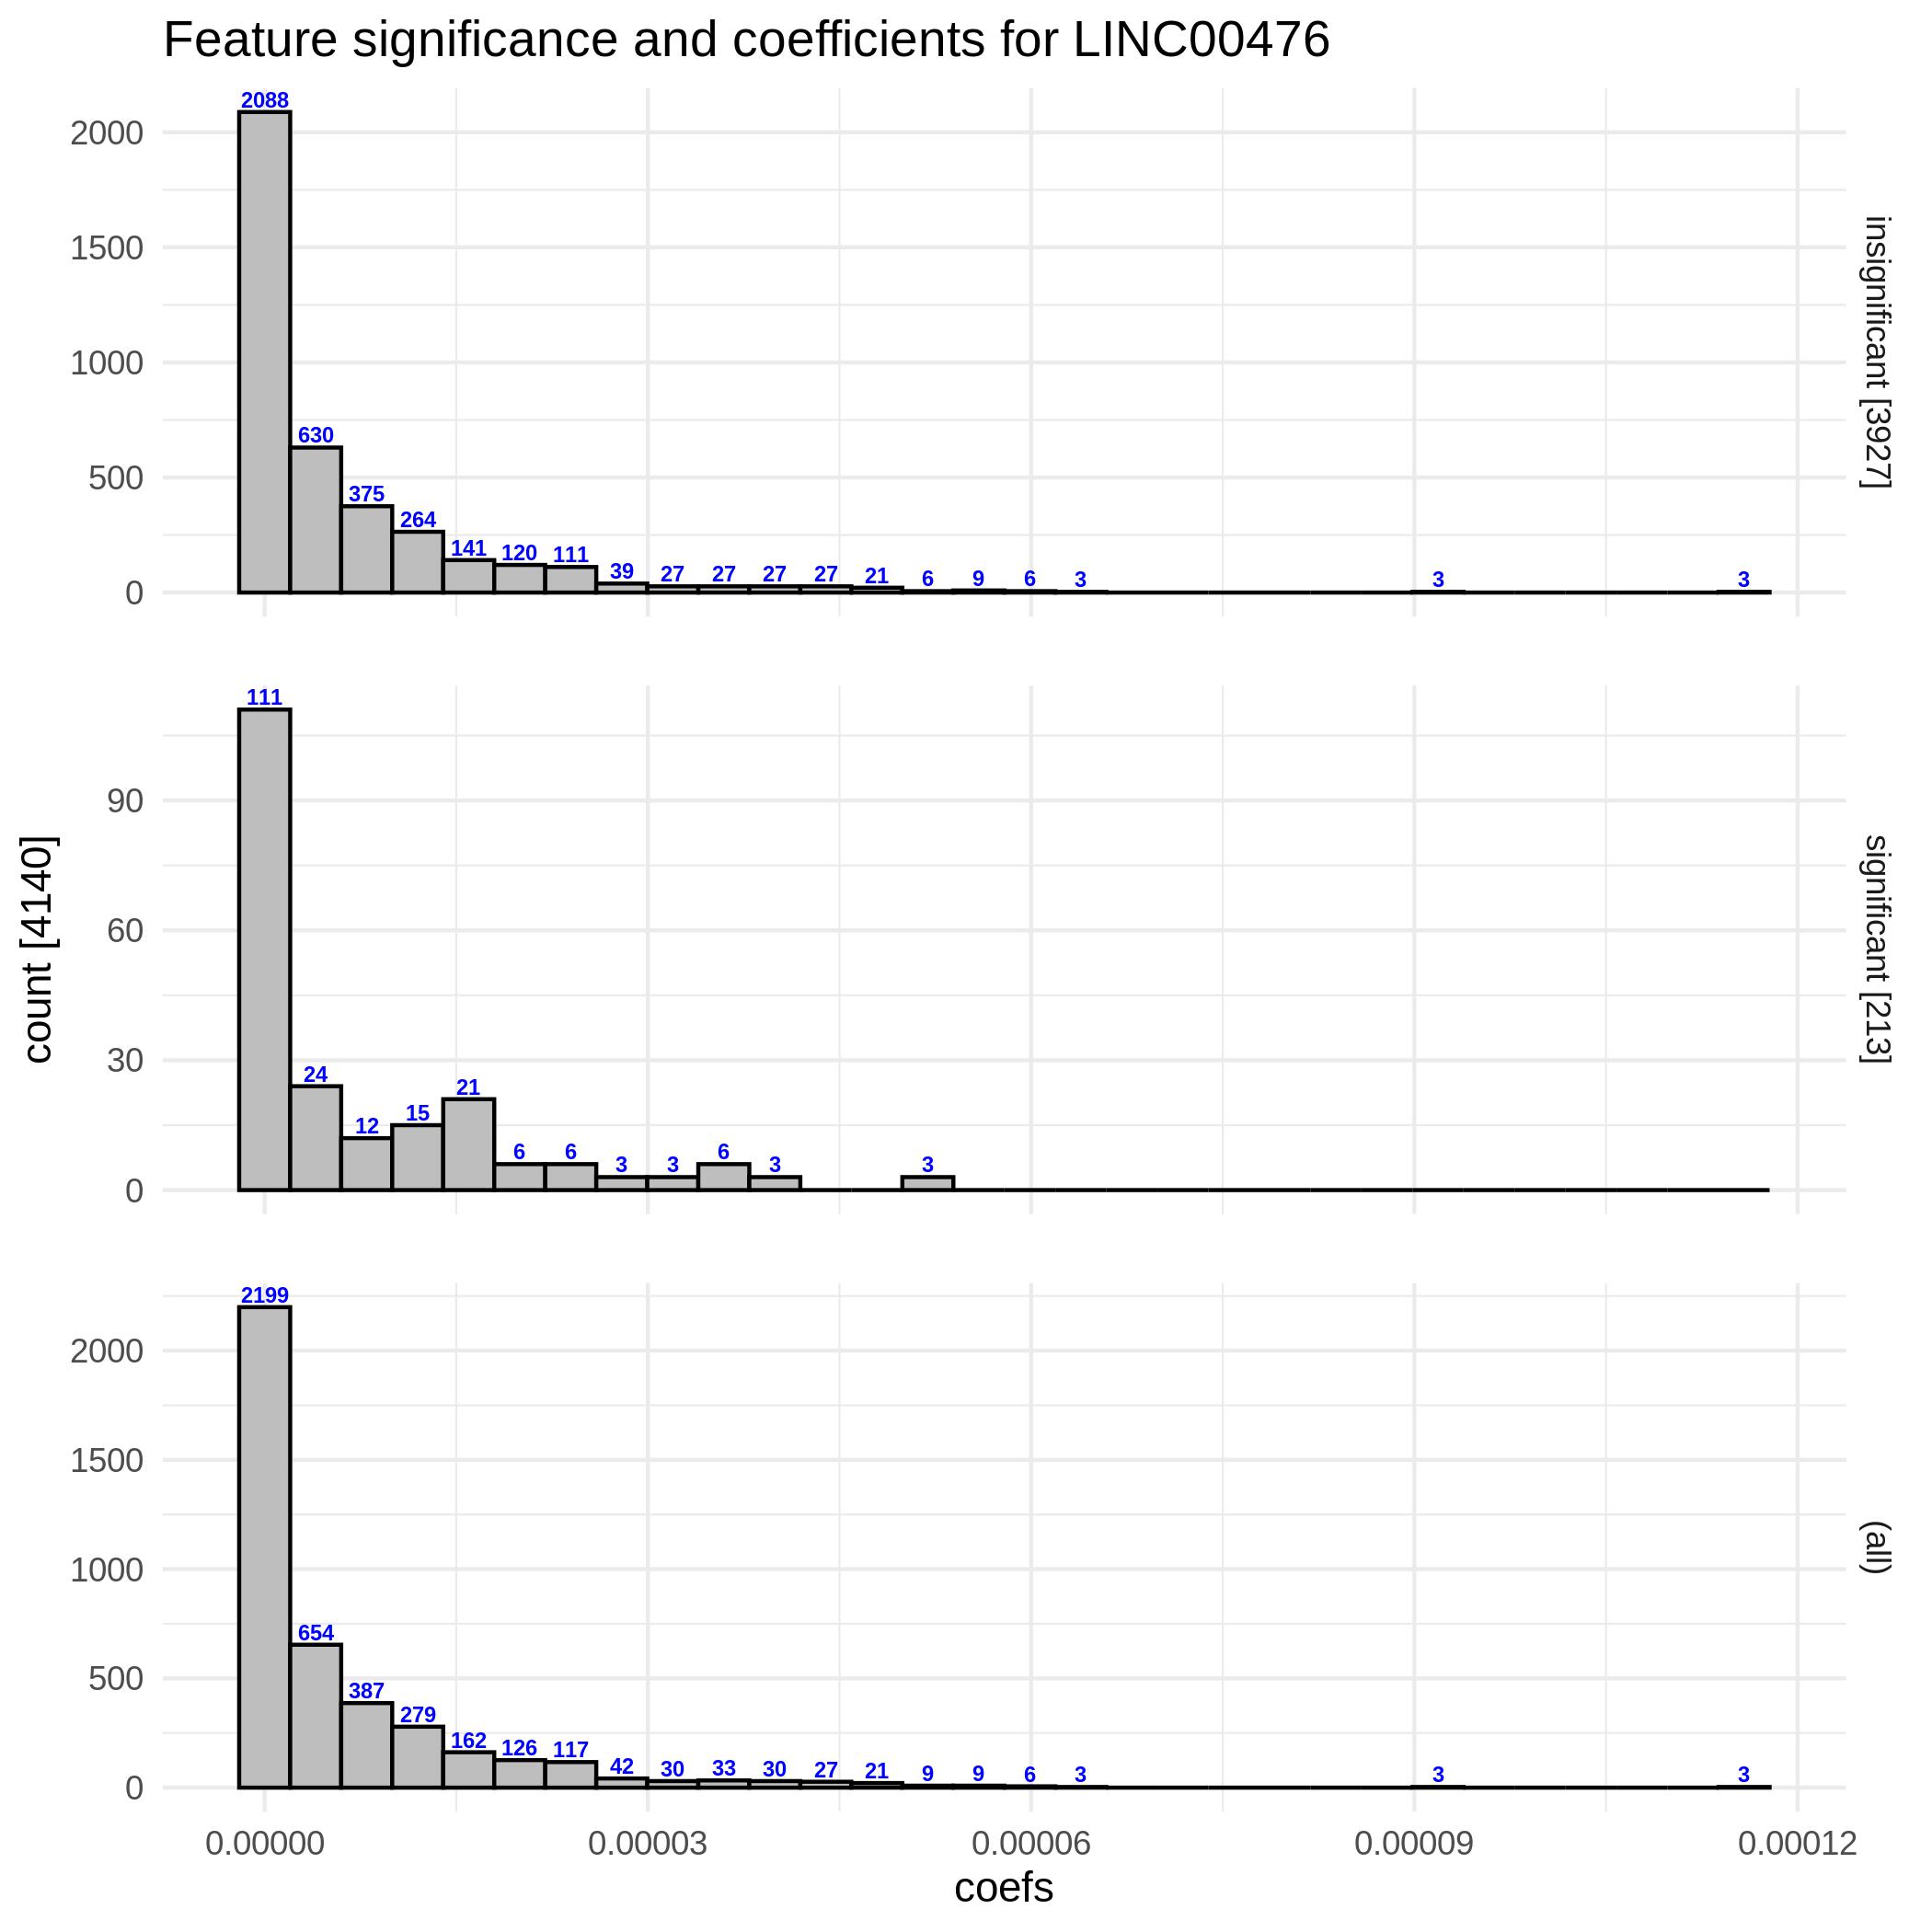 Feature significance and coefficients for LINC00476
2088
2000
1500
1000
630
500
375
264
141 120 111
39 27 27 27 27 21 6 9 6 3 3 3
0
insignificant [3927]
111
90
60
30
24
12
15
21
6 6 3 3 6 3 3
0
significant [213]
count [4140]
2199
2000
1500
1000
654
500
387
279
162 126 117
42 30 33 30 27 21 9 9 6 3 3 3
0
(all)
0.00000 0.00003 0.00006 0.00009 0.00012
coefs